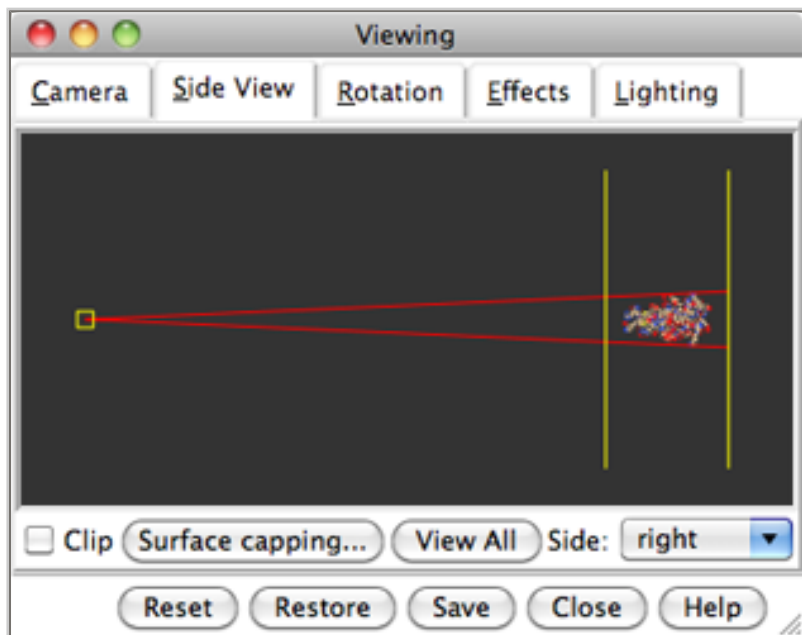 Viewing
Camera Side View Rotation Effects Lighting
Clip Surface capping... View All Side: right
Reset Restore Save Close Help